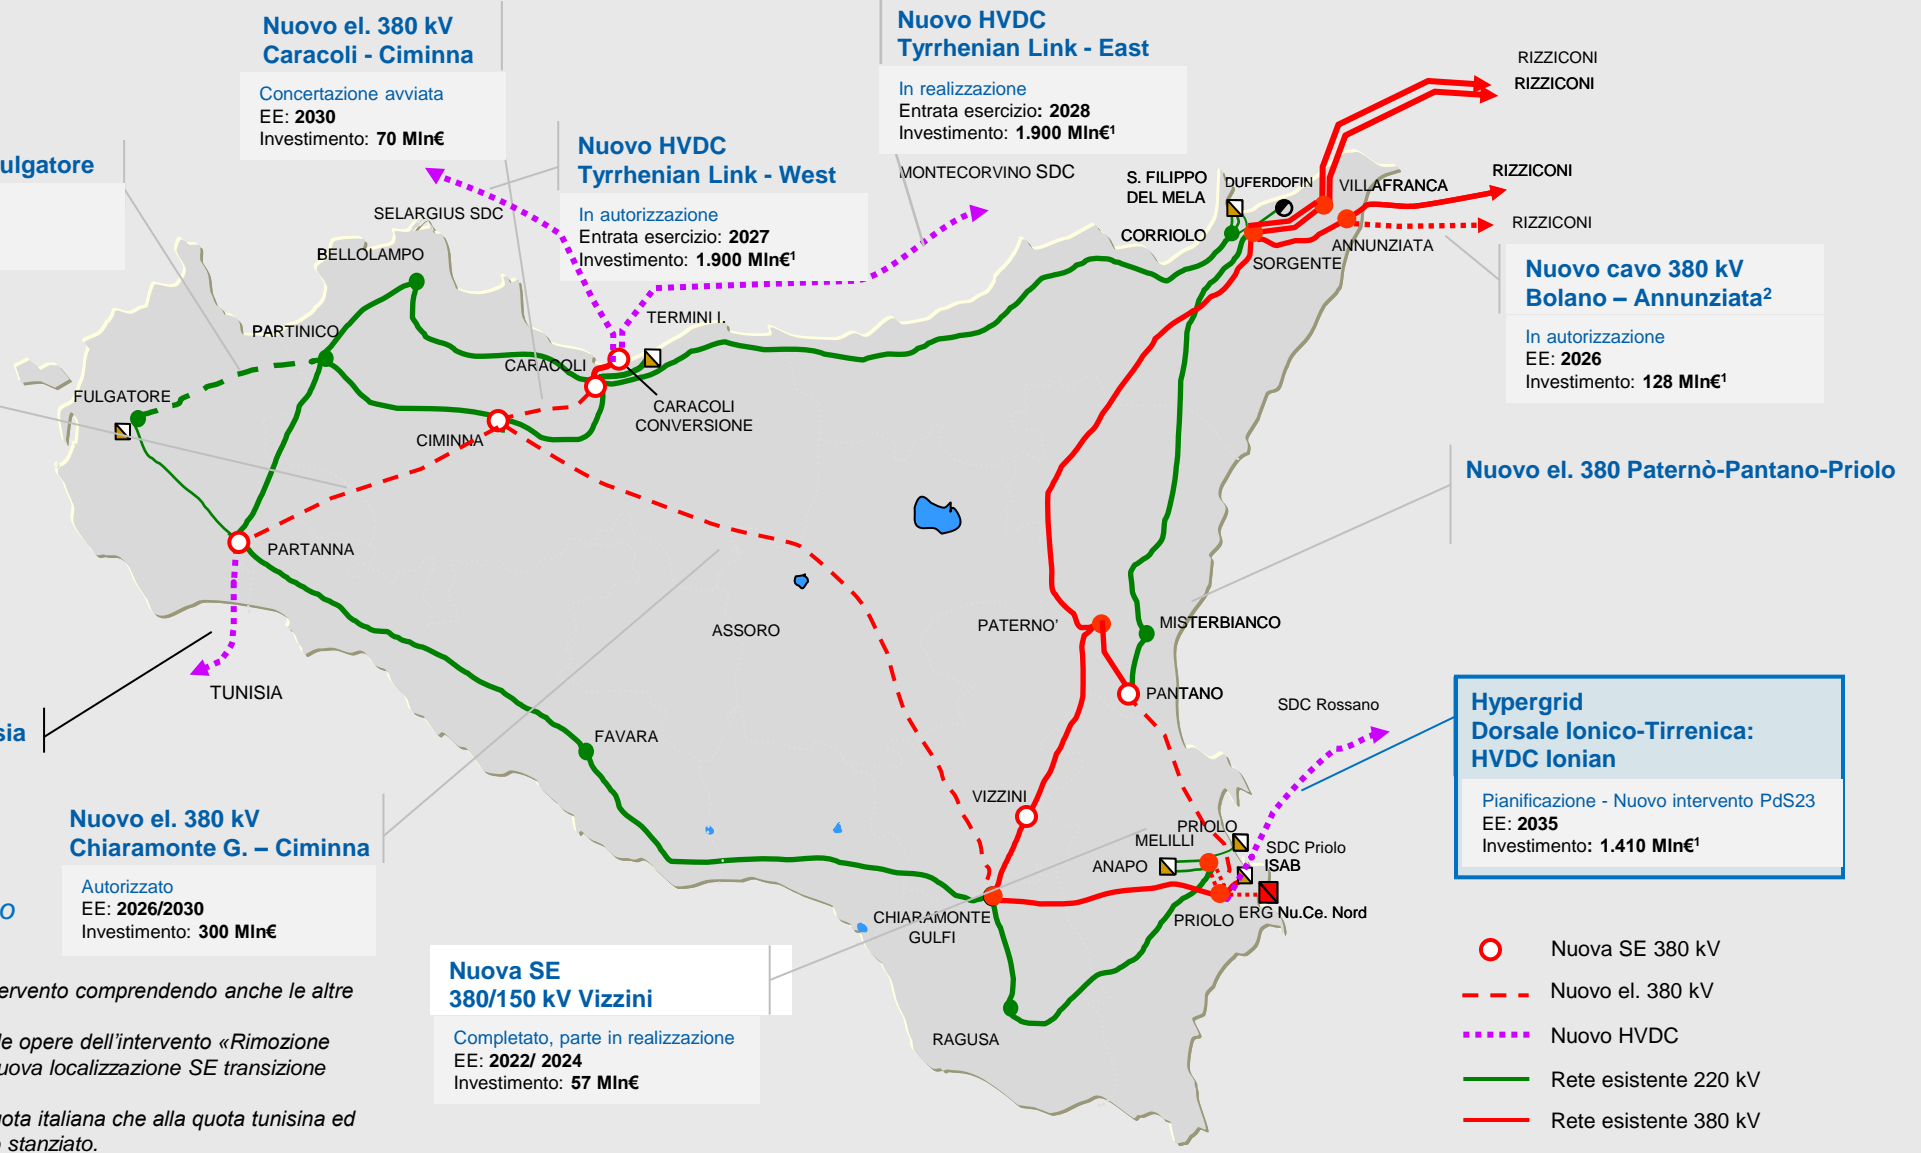 Nuovo el. 380 kV
Caracoli - Ciminna
Concertazione avviata
EE: 2030
Investimento: 70 Mln€
Nuovo HVDC
Tyrrhenian Link - East
In realizzazione
Entrata esercizio: 2028
Investimento: 1.900 Mln€¹
Nuovo HVDC
Tyrrhenian Link - West
In autorizzazione
Entrata esercizio: 2027
Investimento: 1.900 Mln€¹
ulgatore
RIZZICONI
RIZZICONI
RIZZICONI
RIZZICONI
MONTECORVINO SDC
S. FILIPPO
DEL MELA
DUFERDOFIN
VILLAFRANCA
CORRIOLO
SORGENTE
ANNUNZIATA
SELARGIUS SDC
BELLOLAMPO
TERMINI I.
PARTINICO
CARACOLI
FULGATORE
CARACOLI
CONVERSIONE
CIMINNA
Nuovo cavo 380 kV
Bolano – Annunziata²
In autorizzazione
EE: 2026
Investimento: 128 Mln€¹
Nuovo el. 380 Paternò-Pantano-Priolo
PARTANNA
ASSORO
PATERNO’
MISTERBIANCO
TUNISIA
PANTANO
SDC Rossano
sia
FAVARA
VIZZINI
PRIOLO
MELILLI
SDC Priolo
ISAB
ANAPO
CHIARAMONTE
GULFI
PRIOLO
ERG Nu.Ce. Nord
RAGUSA
Hypergrid
Dorsale Ionico-Tirrenica:
HVDC Ionian
Pianificazione - Nuovo intervento PdS23
EE: 2035
Investimento: 1.410 Mln€¹
Nuovo el. 380 kV
Chiaramonte G. – Ciminna
Autorizzato
EE: 2026/2030
Investimento: 300 Mln€
o
Nuova SE
380/150 kV Vizzini
Completato, parte in realizzazione
EE: 2022/ 2024
Investimento: 57 Mln€
ervento comprendendo anche le altre
le opere dell’intervento «Rimozione
uova localizzazione SE transizione
uota italiana che alla quota tunisina ed
o stanziato.
Nuova SE 380 kV
Nuovo el. 380 kV
Nuovo HVDC
Rete esistente 220 kV
Rete esistente 380 kV